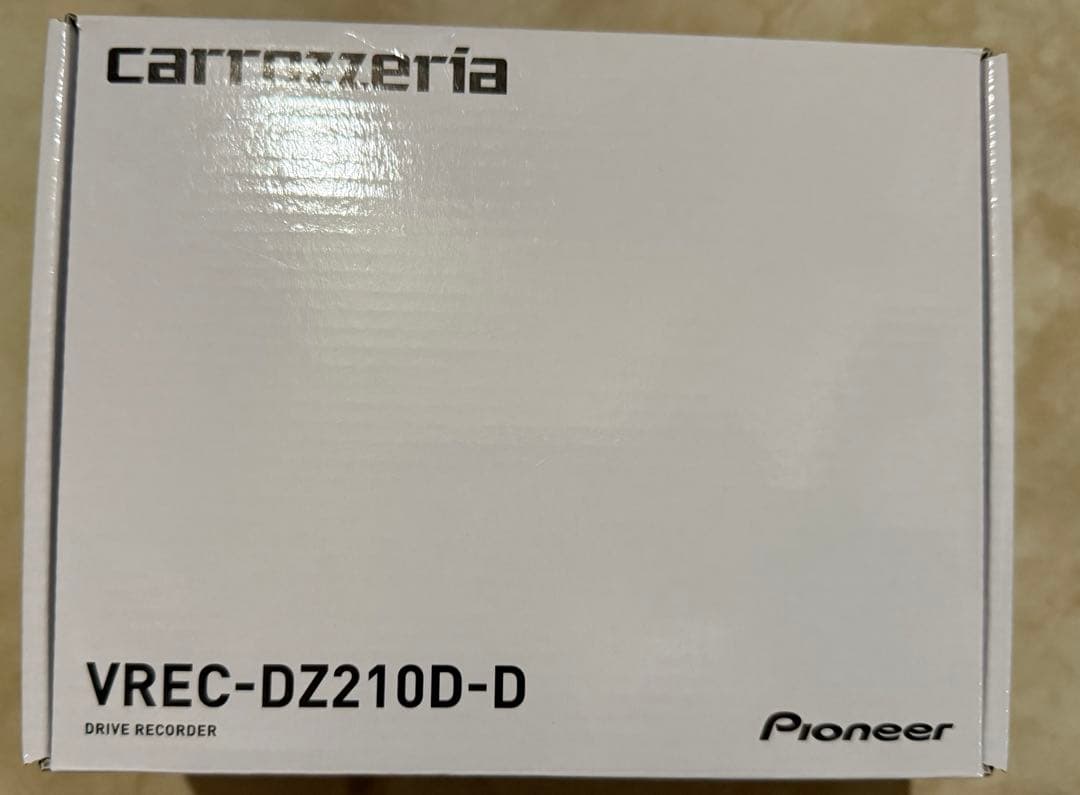 carrozzeria
VREC-DZ210D-D
DRIVE RECORDER
Pioneer